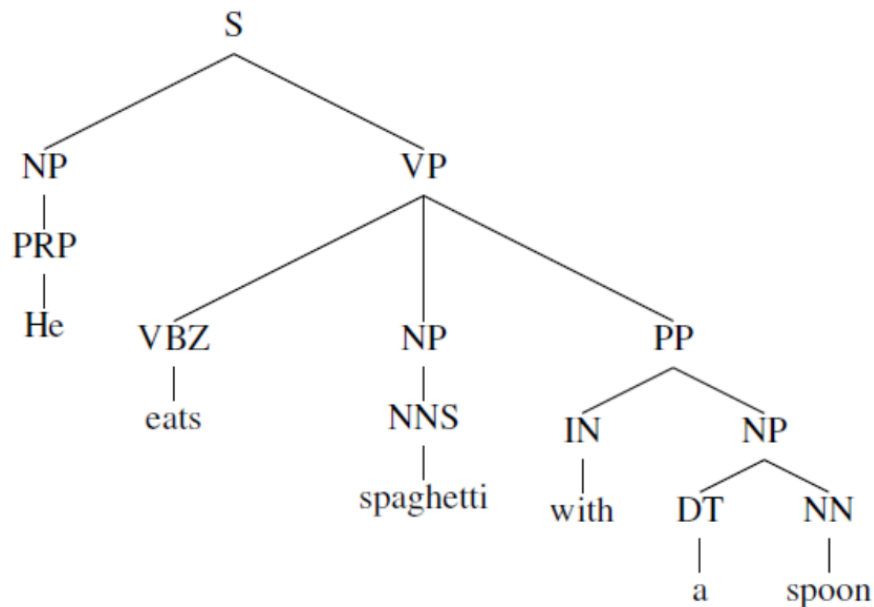 S
NP VP
PRP
He VBZ NP PP
eats NNS IN NP
spaghetti with DT NN
a spoon